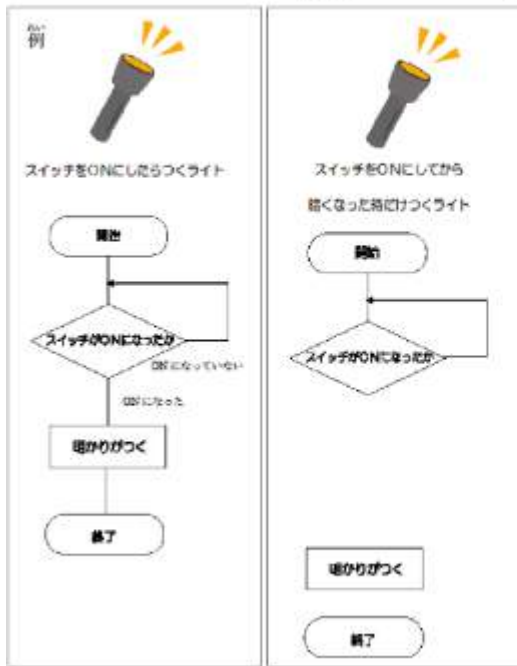 れい
例
スイッチをONにしたらつくライト
開始
スイッチがONになったか
ONになっていない
ONになった
明かりがつく
終了
スイッチをONにしてから
暗くなった時だけつくライト
開始
スイッチがONになったか
明かりがつく
終了